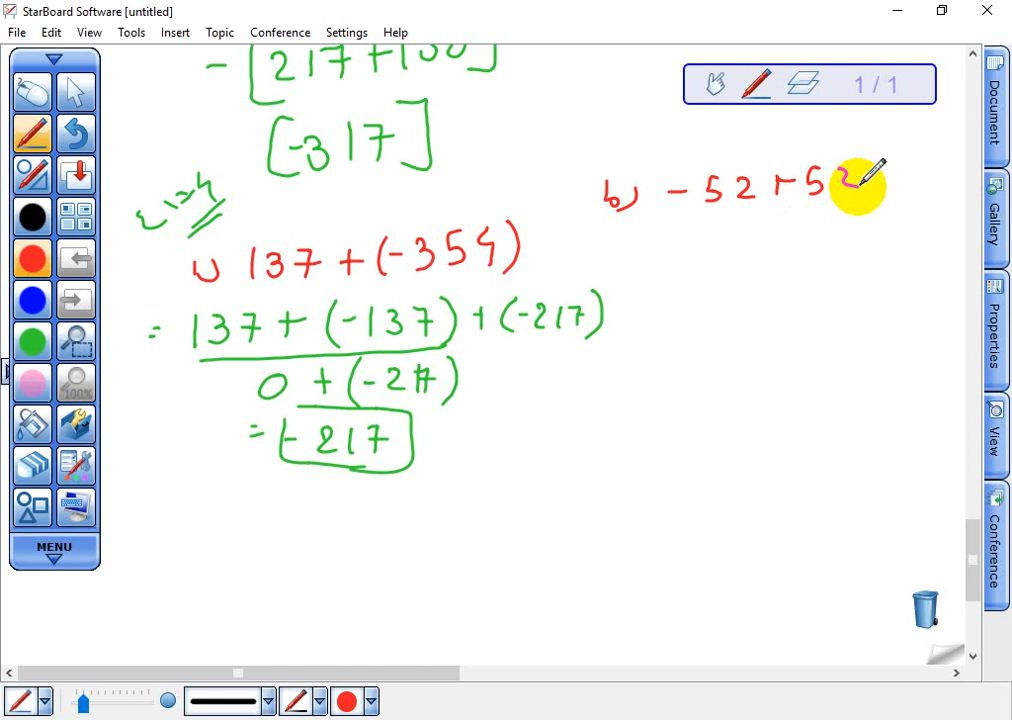 StarBoard Software [untitled]
File Edit View Tools Insert Topic Conference Settings Help
- [217+100]
[-317]
1 / 1
b) - 52 + 52
137 + (-354)
= 137 + (-137) + (-217)
0 + (-217)
= - 217
100%
MENU
Document
Gallery
Properties
View
Conference